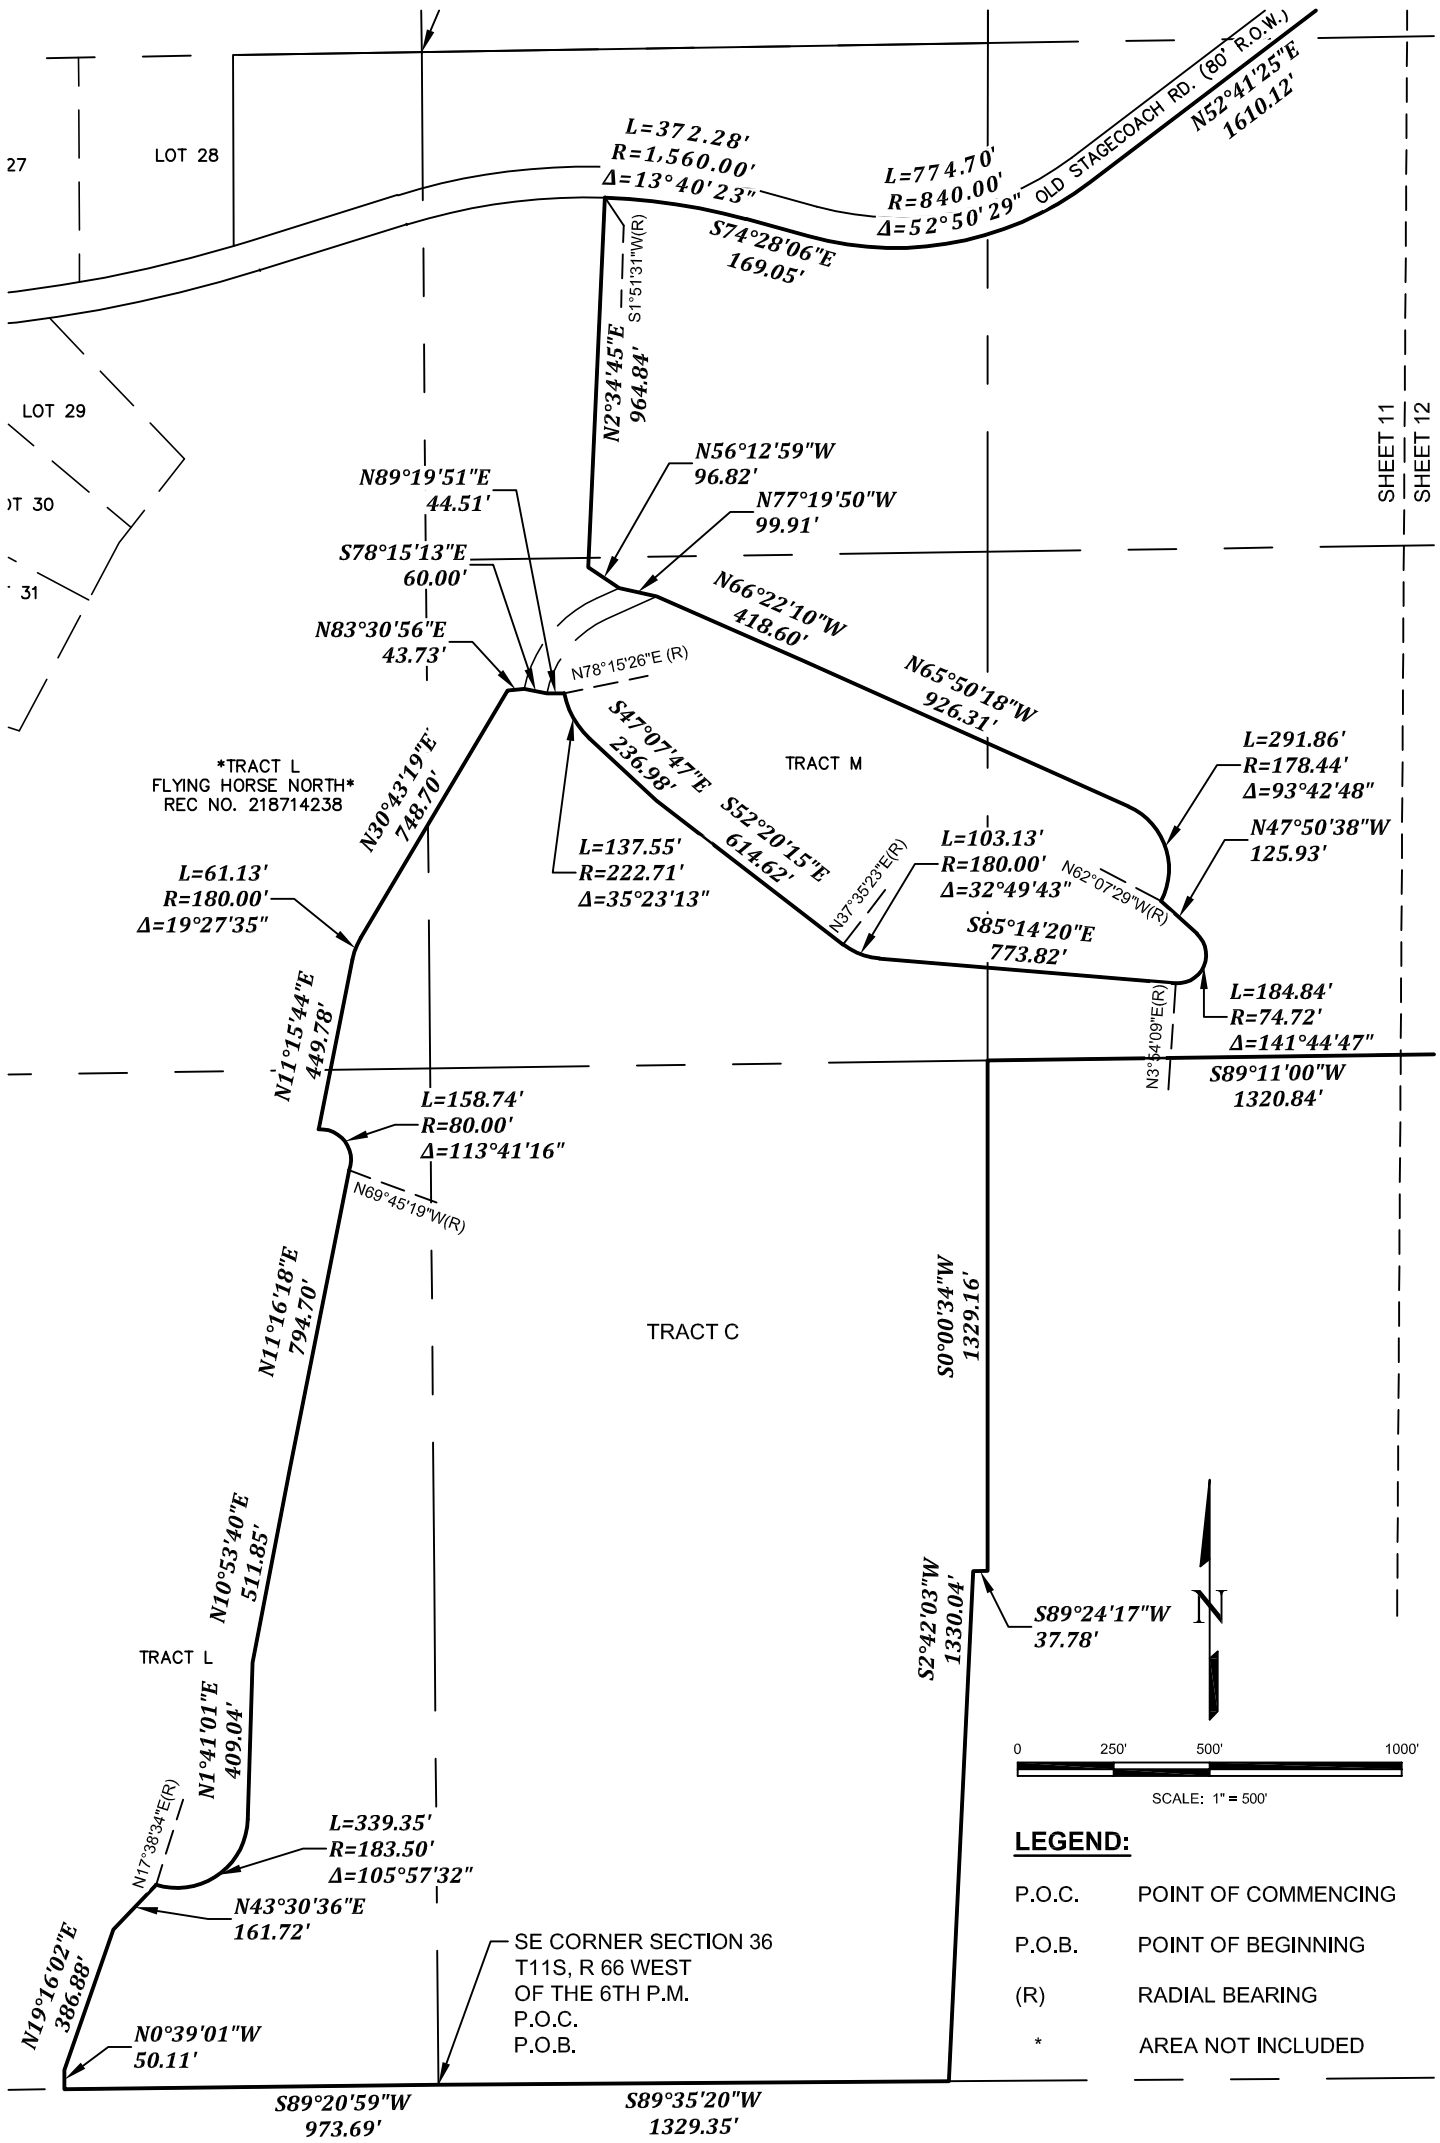 L=372.28'
R=1,560.00'
Δ=13°40'23"
L=774.70'
R=840.00'
Δ=52°50'29"
OLD STAGECOACH RD. (80' R.O.W.)
N52°41'25"E
1610.12'
27
LOT 28
S74°28'06"E
169.05'
S1°51'31"W(R)
N2°34'45"E
964.84'
LOT 29
SHEET 11
SHEET 12
N56°12'59"W
96.82'
N89°19'51"E
44.51'
N77°19'50"W
99.91'
30
S78°15'13"E
60.00'
31
N66°22'10"W
418.60'
N83°30'56"E
43.73'
N78°15'26"E (R)
N65°50'18"W
926.31'
S47°07'47"E
236.98'
L=291.86'
R=178.44'
Δ=93°42'48"
*TRACT L
FLYING HORSE NORTH*
REC NO. 218714238
TRACT M
N30°43'19"E
748.70'
S52°20'15"E
614.62'
N47°50'38"W
125.93'
L=137.55'
R=222.71'
Δ=35°23'13"
L=103.13'
R=180.00'
Δ=32°49'43"
N37°35'23"E(R)
N62°07'29"W(R)
L=61.13'
R=180.00'
Δ=19°27'35"
S85°14'20"E
773.82'
N11°15'44"E
449.78'
L=184.84'
R=74.72'
Δ=141°44'47"
N3°54'09"E(R)
S89°11'00"W
1320.84'
L=158.74'
R=80.00'
Δ=113°41'16"
N69°45'19"W(R)
N11°16'18"E
794.70'
S0°00'34"W
1329.16'
TRACT C
N10°53'40"E
511.85'
S2°42'03"W
1330.04'
N
S89°24'17"W
37.78'
TRACT L
N1°41'01"E
409.04'
0 250' 500' 1000'
SCALE: 1" = 500'
N17°38'34"E(R)
L=339.35'
R=183.50'
Δ=105°57'32"
LEGEND:
P.O.C. POINT OF COMMENCING
N43°30'36"E
161.72'
P.O.B. POINT OF BEGINNING
SE CORNER SECTION 36
T11S, R 66 WEST
OF THE 6TH P.M.
P.O.C.
P.O.B.
(R) RADIAL BEARING
* AREA NOT INCLUDED
N19°16'02"E
386.88'
N0°39'01"W
50.11'
S89°20'59"W
973.69'
S89°35'20"W
1329.35'